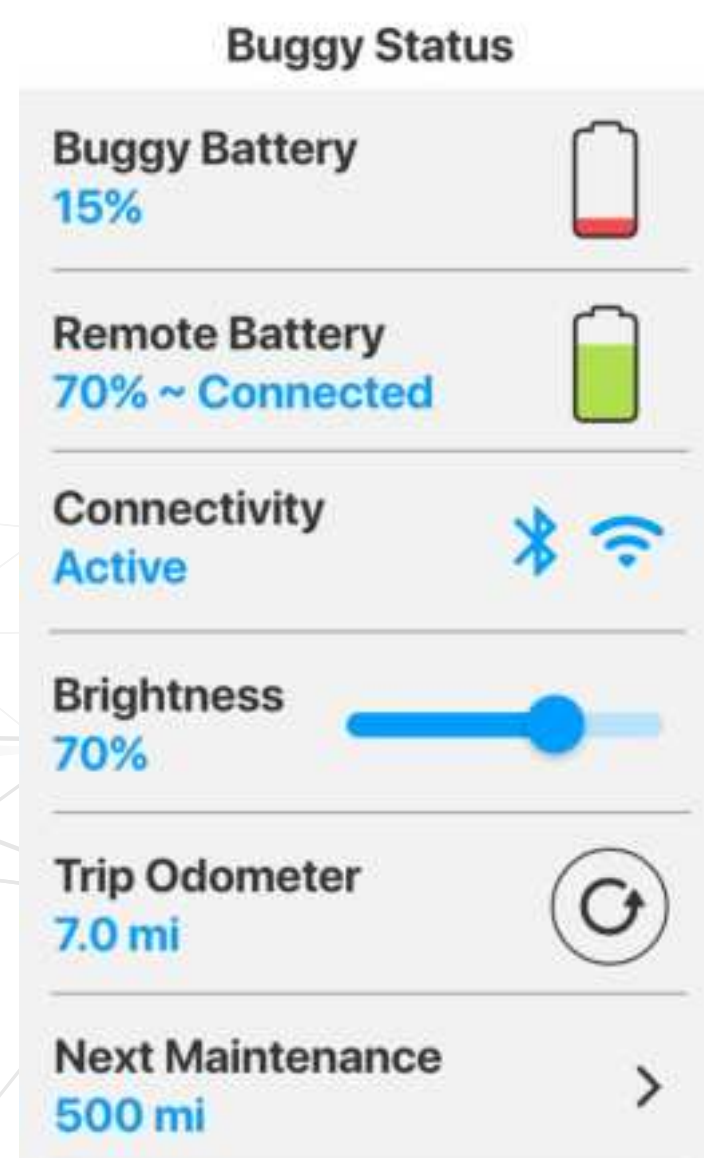 Buggy Status
Buggy Battery
15%
Remote Battery
70% ~ Connected
Connectivity
Active
Brightness
70%
Trip Odometer
7.0 mi
Next Maintenance
500 mi